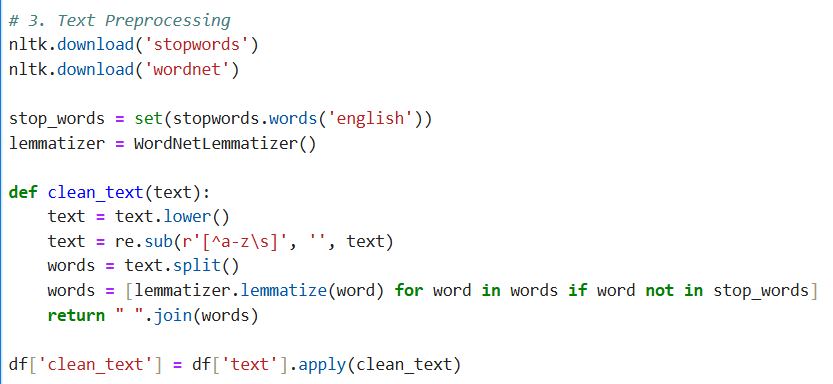 # 3. Text Preprocessing
nltk.download('stopwords')
nltk.download('wordnet')

stop_words = set(stopwords.words('english'))
lemmatizer = WordNetLemmatizer()

def clean_text(text):
    text = text.lower()
    text = re.sub(r'[^a-z\s]', '', text)
    words = text.split()
    words = [lemmatizer.lemmatize(word) for word in words if word not in stop_words]
    return " ".join(words)

df['clean_text'] = df['text'].apply(clean_text)